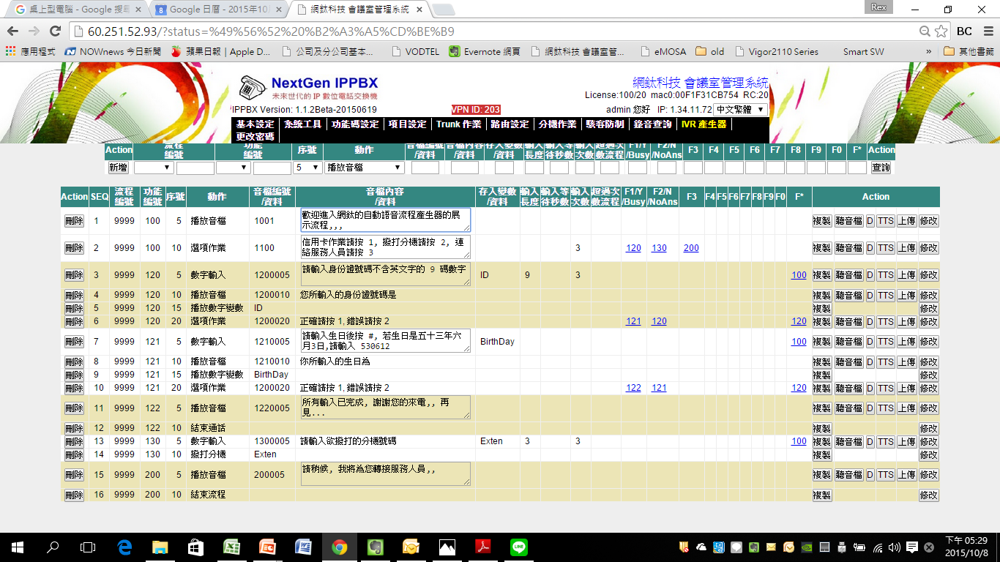 桌上型電腦 - Google 搜尋
Google 日曆 - 2015年10月
網鈦科技 會議室管理系統
Rex
60.251.52.93/?status=%49%56%52%20%B2%A3%A5%CD%BE%B9
BC
應用程式 NOWnews 今日新聞 蘋果日報 | Apple D... 公司及分公司基本... VODTEL Evernote 網頁 網鈦科技 會議室管... eMOSA old Vigor2110 Series Smart SW » 其他書籤
NextGen IPPBX
未來世代的 IP 數位電話交換機
網鈦科技 會議室管理系統
License:100/20 mac0:00F1F31CB754 RC:20
IPPBX Version: 1.1.2Beta-20150619 VPN ID: 203 admin 您好 IP: 1.34.11.72 中文繁體
基本設定 系統工具 功能碼設定 項目設定 Trunk 作業 路由設定 分機作業 駭客防制 錄音查詢 IVR 產生器
更改密碼
Action 流程編號 功能編號 序號 動作 音檔編號/資料 音檔內容/資料 存入變數/資料 輸入長度 輸入等待秒數 輸入次數 超過次數流程 F1/Y/Busy F2/N/NoAns F3 F4 F5 F6 F7 F8 F9 F0 F* Action
新增 5 播放音檔 查詢
Action SEQ 流程編號 功能編號 序號 動作 音檔編號/資料 音檔內容/資料 存入變數/資料 輸入長度 輸入等待秒數 輸入次數 超過次數流程 F1/Y/Busy F2/N/NoAns F3 F4 F5 F6 F7 F8 F9 F0 F* Action
刪除 1 9999 100 5 播放音檔 1001 歡迎進入網鈦的自動語音流程產生器的展示流程,,, 複製 聽音檔 D TTS 上傳 修改
刪除 2 9999 100 10 選項作業 1100 信用卡作業請按 1, 撥打分機請按 2, 連絡服務人員請按 3 3 120 130 200 複製 聽音檔 D TTS 上傳 修改
刪除 3 9999 120 5 數字輸入 1200005 請輸入身份證號碼不含英文字的 9 碼數字 ID 9 3 100 複製 聽音檔 D TTS 上傳 修改
刪除 4 9999 120 10 播放音檔 1200010 您所輸入的身份證號碼是 複製 聽音檔 D TTS 上傳 修改
刪除 5 9999 120 15 播放數字變數 ID 複製 修改
刪除 6 9999 120 20 選項作業 1200020 正確請按 1,錯誤請按 2 121 120 120 複製 聽音檔 D TTS 上傳 修改
刪除 7 9999 121 5 數字輸入 1210005 請輸入生日後按 #, 若生日是五十三年六月3日,請輸入 530612 BirthDay 100 複製 聽音檔 D TTS 上傳 修改
刪除 8 9999 121 10 播放音檔 1210010 你所輸入的生日為 複製 聽音檔 D TTS 上傳 修改
刪除 9 9999 121 15 播放數字變數 BirthDay 複製 修改
刪除 10 9999 121 20 選項作業 1200020 正確請按 1,錯誤請按 2 122 121 120 複製 聽音檔 D TTS 上傳 修改
刪除 11 9999 122 5 播放音檔 1220005 所有輸入已完成, 謝謝您的來電,, 再見... 複製 聽音檔 D TTS 上傳 修改
刪除 12 9999 122 10 結束通話 複製 修改
刪除 13 9999 130 5 數字輸入 1300005 請輸入欲撥打的分機號碼 Exten 3 3 100 複製 聽音檔 D TTS 上傳 修改
刪除 14 9999 130 10 撥打分機 Exten 複製 修改
刪除 15 9999 200 5 播放音檔 200005 請稍候, 我將為您轉接服務人員,, 複製 聽音檔 D TTS 上傳 修改
刪除 16 9999 200 10 結束流程 複製 修改
下午 05:29
2015/10/8